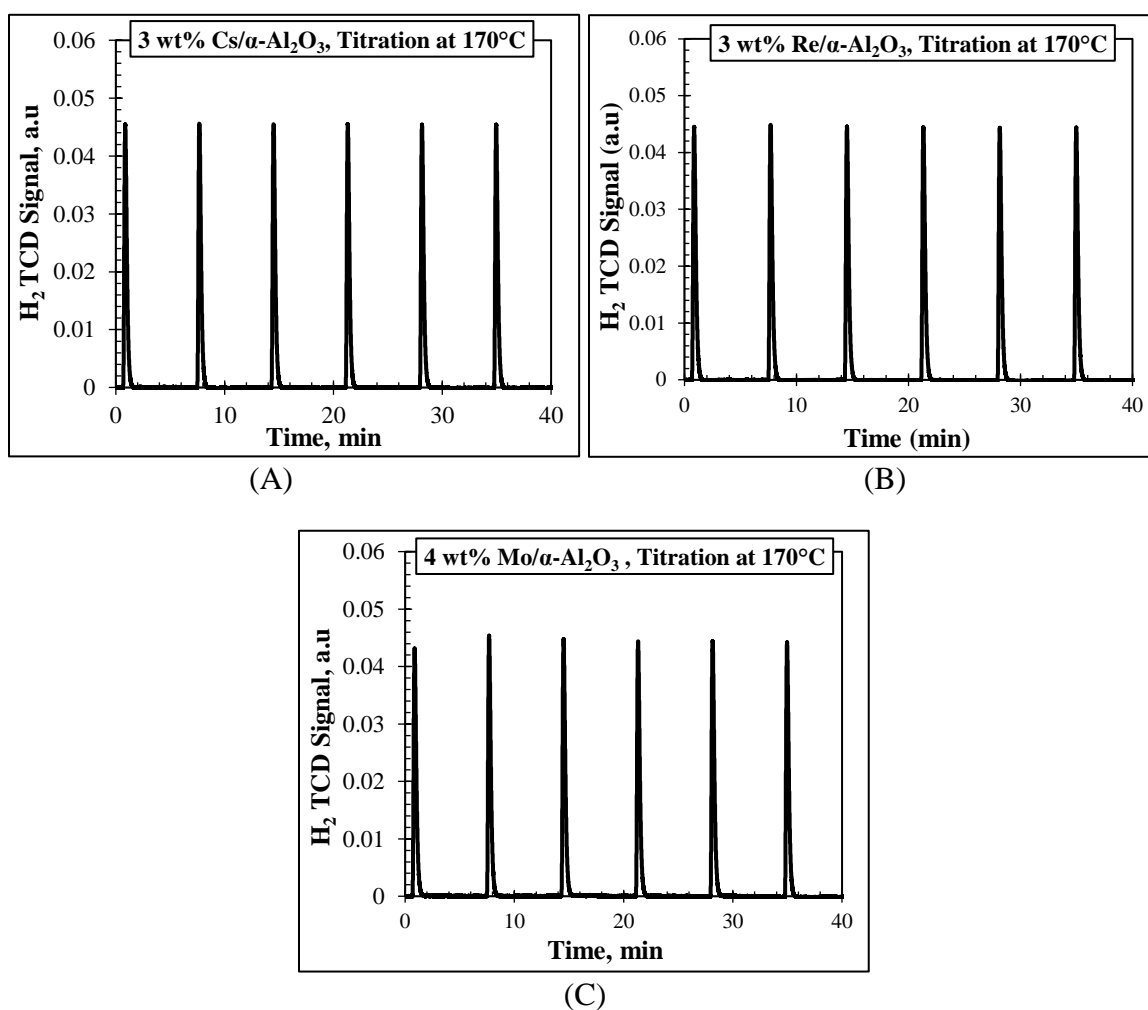 3 wt% Cs/α-Al₂O₃, Titration at 170°C
H₂ TCD Signal, a.u
0.06
0.05
0.04
0.03
0.02
0.01
0
0 10 20 30 40
Time, min
(A)
3 wt% Re/α-Al₂O₃, Titration at 170°C
H₂ TCD Signal (a.u)
0.06
0.05
0.04
0.03
0.02
0.01
0
0 10 20 30 40
Time (min)
(B)
4 wt% Mo/α-Al₂O₃ , Titration at 170°C
H₂ TCD Signal, a.u
0.06
0.05
0.04
0.03
0.02
0.01
0
0 10 20 30 40
Time, min
(C)